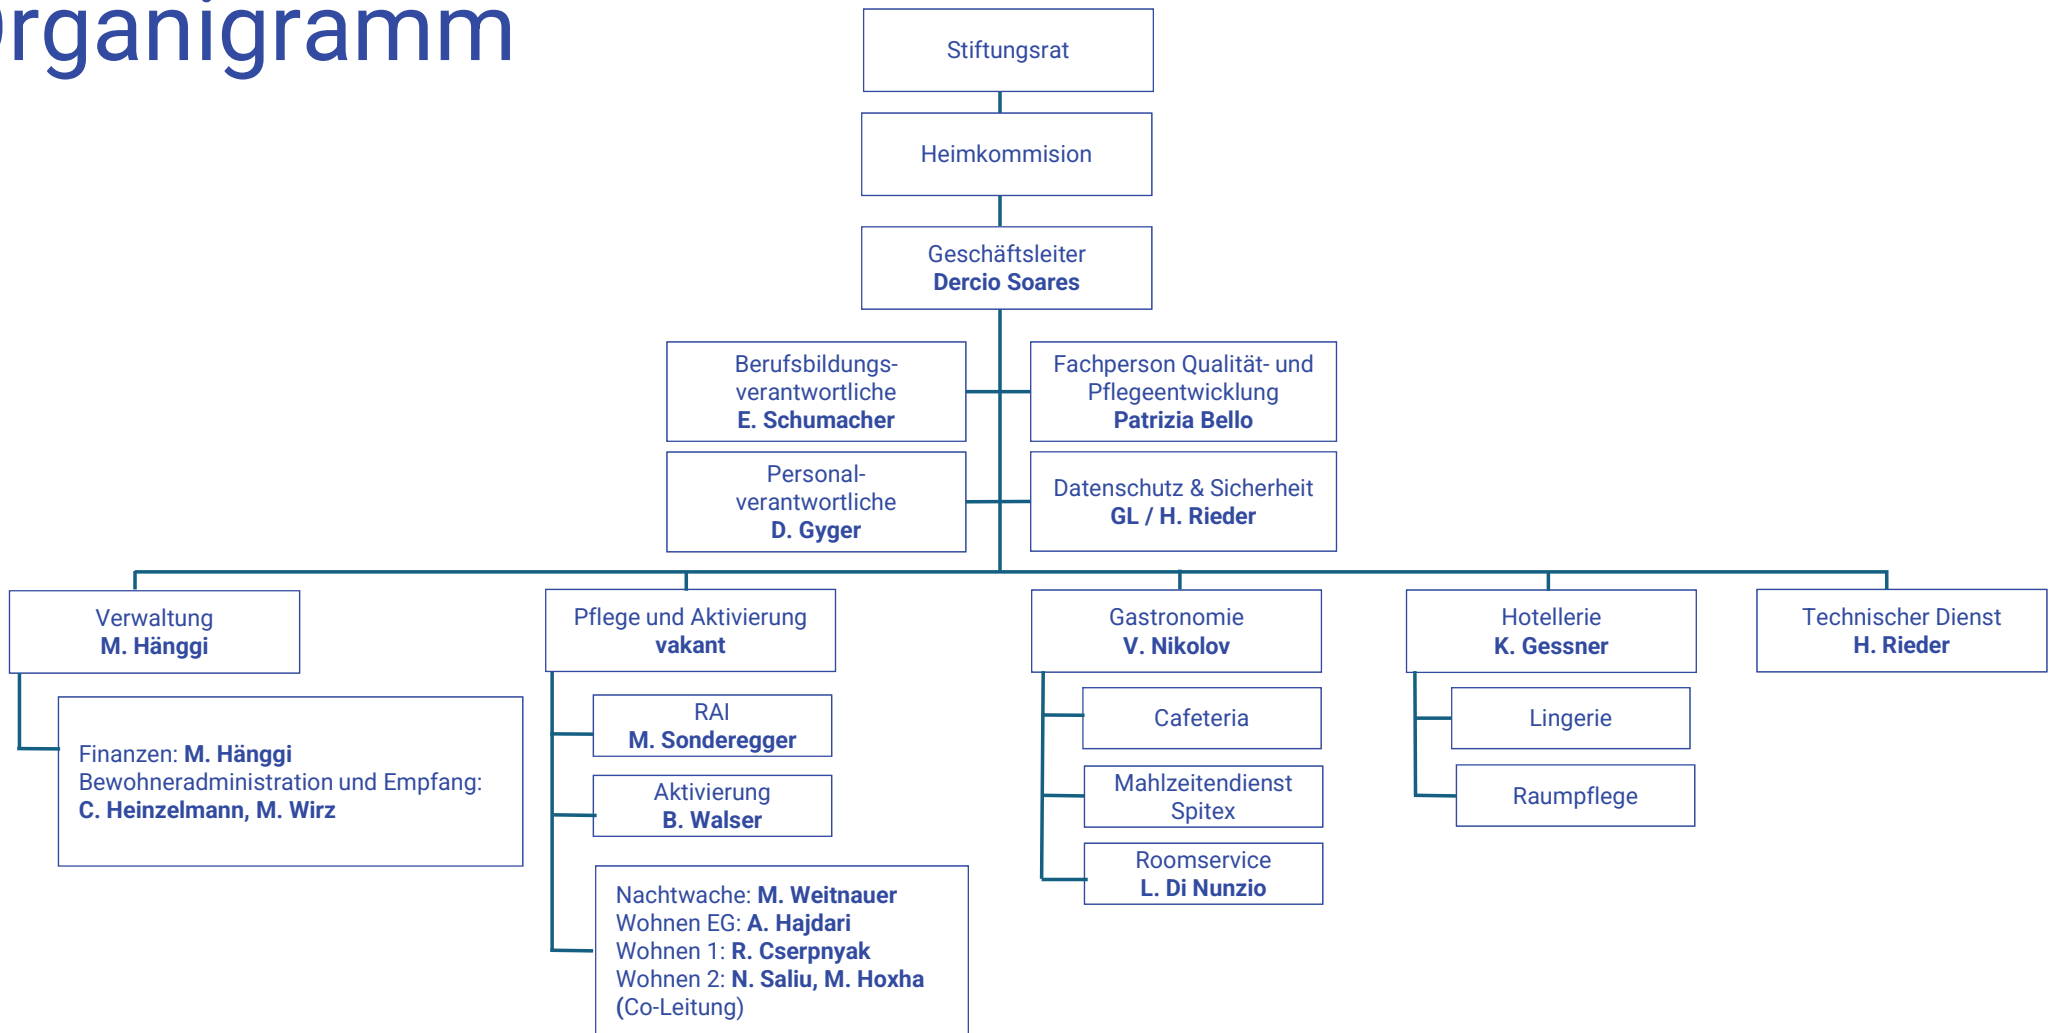 Organigramm
Stiftungsrat
Heimkommision
Geschäftsleiter
Dercio Soares
Berufsbildungs-
verantwortliche
E. Schumacher
Fachperson Qualität- und
Pflegeentwicklung
Patrizia Bello
Personal-
verantwortliche
D. Gyger
Datenschutz & Sicherheit
GL / H. Rieder
Verwaltung
M. Hänggi
Finanzen: M. Hänggi
Bewohneradministration und Empfang:
C. Heinzelmann, M. Wirz
Pflege und Aktivierung
vakant
RAI
M. Sonderegger
Aktivierung
B. Walser
Nachtwache: M. Weitnauer
Wohnen EG: A. Hajdari
Wohnen 1: R. Cserpnyak
Wohnen 2: N. Saliu, M. Hoxha
(Co-Leitung)
Gastronomie
V. Nikolov
Cafeteria
Mahlzeitendienst
Spitex
Roomservice
L. Di Nunzio
Hotellerie
K. Gessner
Lingerie
Raumpflege
Technischer Dienst
H. Rieder